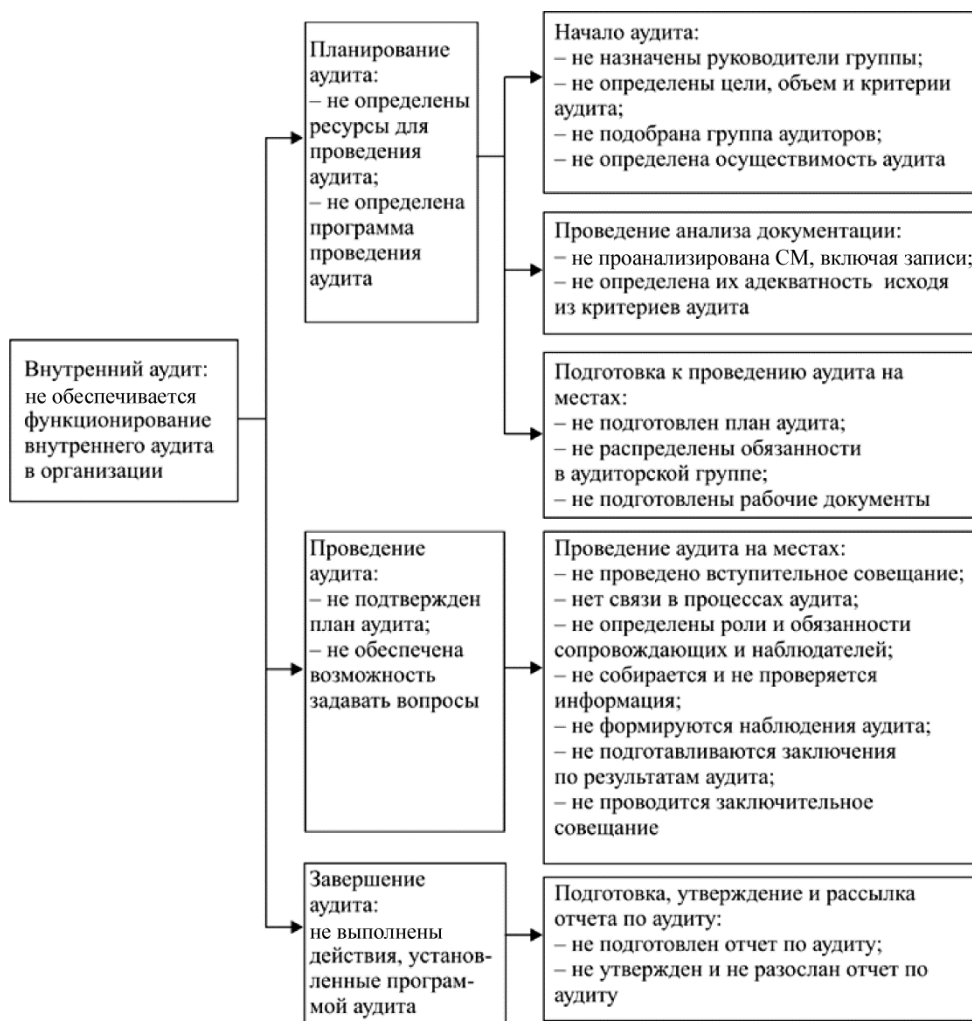 Внутренний аудит:
не обеспечивается
функционирование
внутреннего аудита
в организации
Планирование
аудита:
– не определены
ресурсы для
проведения
аудита;
– не определена
программа
проведения
аудита
Начало аудита:
– не назначены руководители группы;
– не определены цели, объем и критерии
аудита;
– не подобрана группа аудиторов;
– не определена осуществимость аудита
Проведение анализа документации:
– не проанализирована СМ, включая записи;
– не определена их адекватность исходя
из критериев аудита
Подготовка к проведению аудита на
местах:
– не подготовлен план аудита;
– не распределены обязанности
в аудиторской группе;
– не подготовлены рабочие документы
Проведение
аудита:
– не подтвержден
план аудита;
– не обеспечена
возможность
задавать вопросы
Проведение аудита на местах:
– не проведено вступительное совещание;
– нет связи в процессах аудита;
– не определены роли и обязанности
сопровождающих и наблюдателей;
– не собирается и не проверяется
информация;
– не формируются наблюдения аудита;
– не подготавливаются заключения
по результатам аудита;
– не проводится заключительное
совещание
Завершение
аудита:
не выполнены
действия, установ-
ленные програм-
мой аудита
Подготовка, утверждение и рассылка
отчета по аудиту:
– не подготовлен отчет по аудиту;
– не утвержден и не разослан отчет по
аудиту